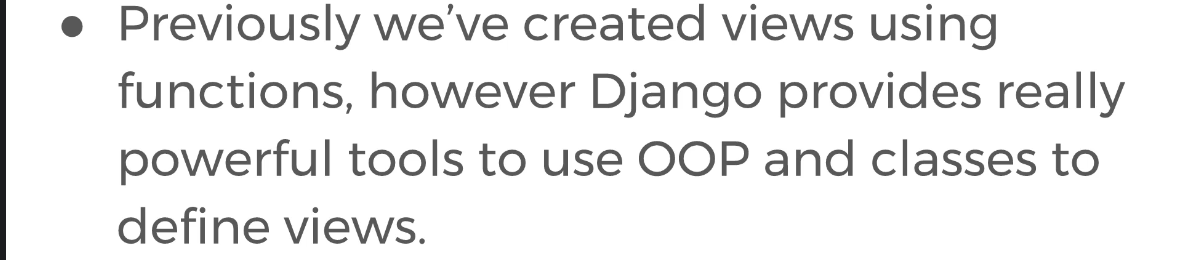 • Previously we’ve created views using
functions, however Django provides really
powerful tools to use OOP and classes to
define views.